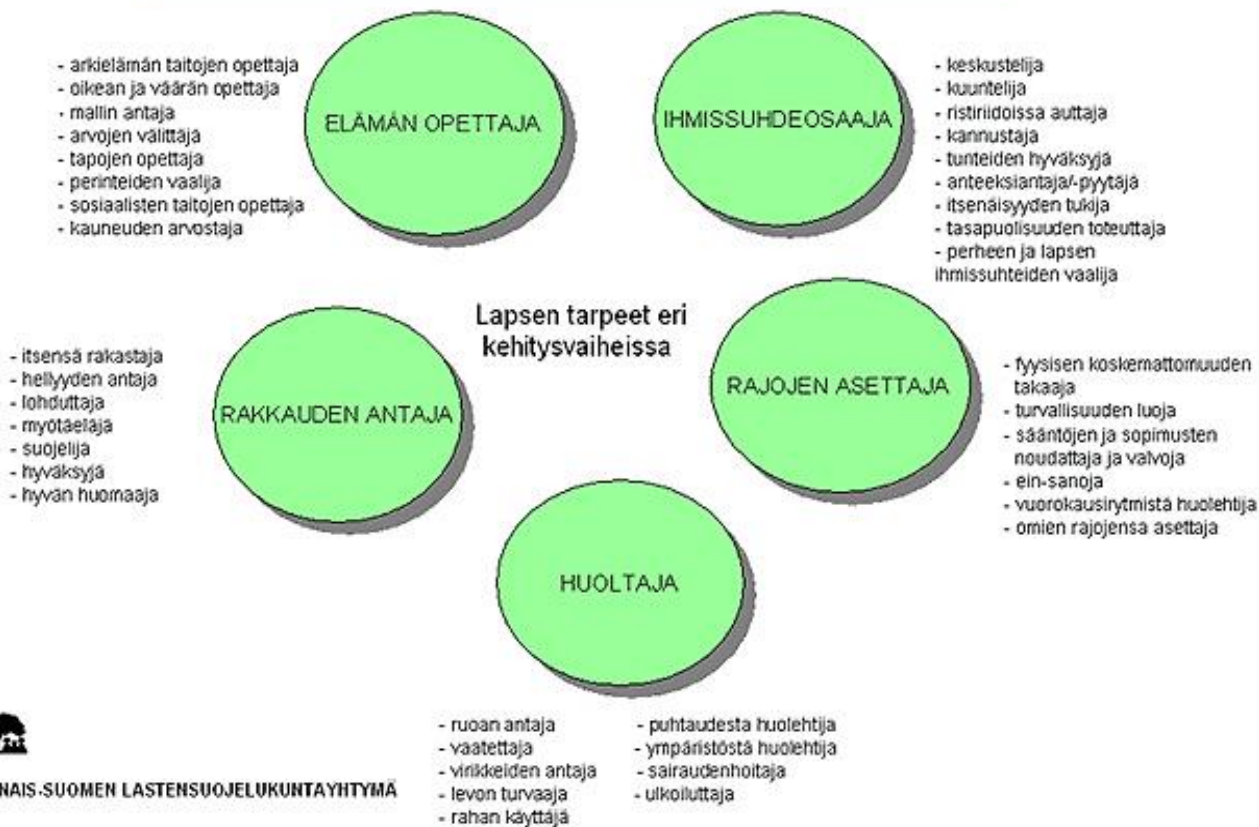 - arkielämän taitojen opettaja
- oikean ja väärän opettaja
- mallin antaja
- arvojen välittäjä
- tapojen opettaja
- perinteiden vaalija
- sosiaalisten taitojen opettaja
- kauneuden arvostaja
ELÄMÄN OPETTAJA
IHMISSUHDEOSAAJA
- keskustelija
- kuuntelija
- ristiriidoissa auttaja
- kannustaja
- tunteiden hyväksyjä
- anteeksiantaja/-pyytäjä
- itsenäisyyden tukija
- tasapuolisuuden toteuttaja
- perheen ja lapsen
ihmissuhteiden vaalija
Lapsen tarpeet eri
kehitysvaiheissa
- itsensä rakastaja
- hellyyden antaja
- lohduttaja
- myötäeläjä
- suojelija
- hyväksyjä
- hyvän huomaaja
RAKKAUDEN ANTAJA
RAJOJEN ASETTAJA
- fyysisen koskemattomuuden
takaaja
- turvallisuuden luoja
- sääntöjen ja sopimusten
noudattaja ja valvoja
- ein-sanoja
- vuorokausirytmistä huolehtija
- omien rajojensa asettaja
HUOLTAJA
- ruoan antaja
- vaatettaja
- virikkeiden antaja
- levon turvaaja
- rahan käyttäjä
- puhtaudesta huolehtija
- ympäristöstä huolehtija
- sairaudenhoitaja
- ulkoiluttaja
NAIS-SUOMEN LASTENSUOJELUKUNTAYHTYMÄ